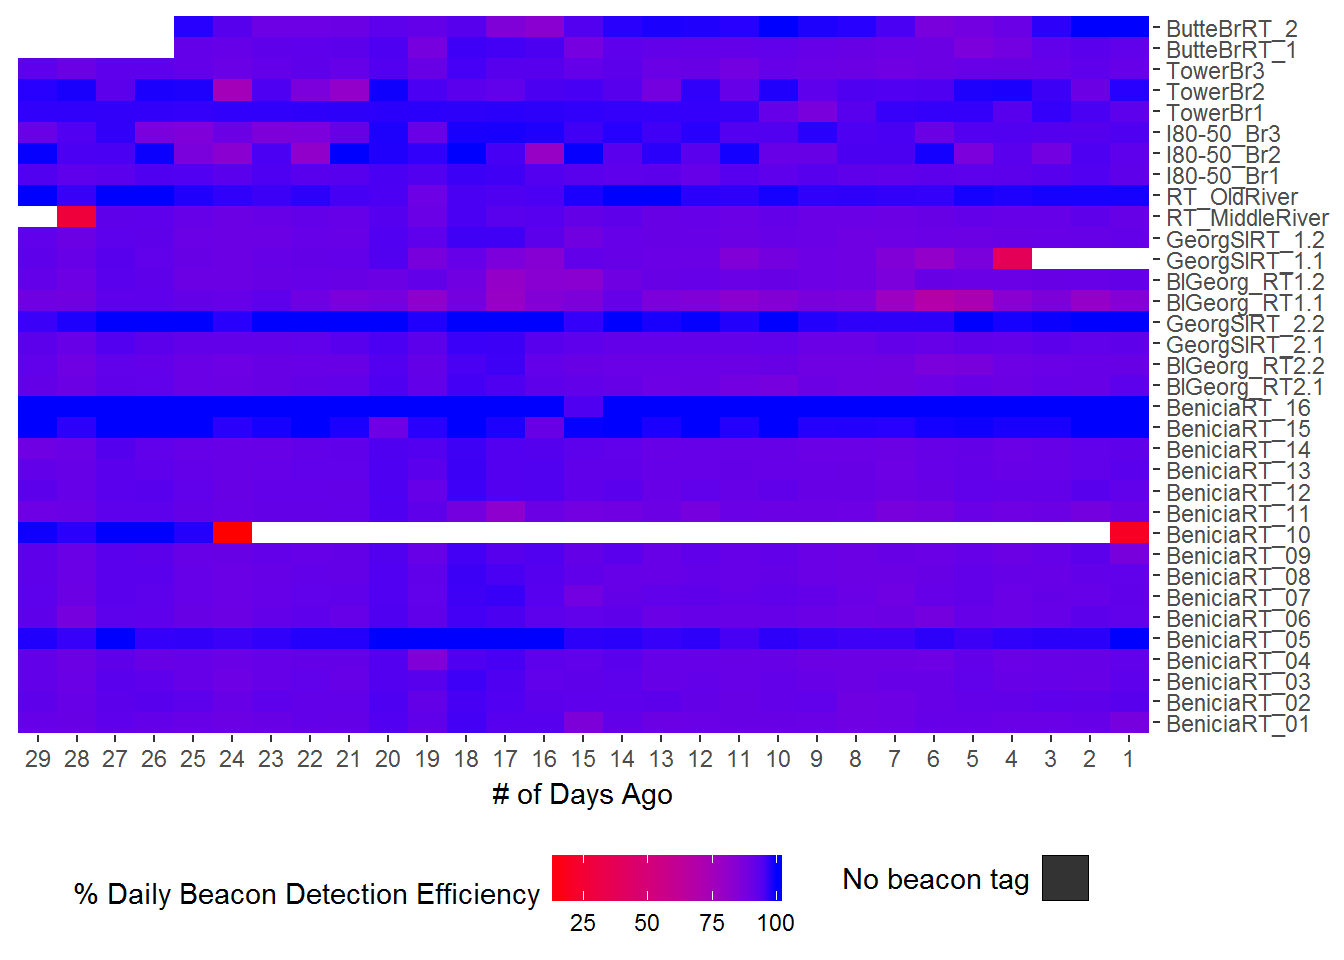 ButteBrRT_2
ButteBrRT_1
TowerBr3
TowerBr2
TowerBr1
I80-50_Br3
I80-50_Br2
I80-50_Br1
RT_OldRiver
RT_MiddleRiver
GeorgSlRT_1.2
GeorgSlRT_1.1
BlGeorg_RT1.2
BlGeorg_RT1.1
GeorgSlRT_2.2
GeorgSlRT_2.1
BlGeorg_RT2.2
BlGeorg_RT2.1
BeniciaRT_16
BeniciaRT_15
BeniciaRT_14
BeniciaRT_13
BeniciaRT_12
BeniciaRT_11
BeniciaRT_10
BeniciaRT_09
BeniciaRT_08
BeniciaRT_07
BeniciaRT_06
BeniciaRT_05
BeniciaRT_04
BeniciaRT_03
BeniciaRT_02
BeniciaRT_01
29 28 27 26 25 24 23 22 21 20 19 18 17 16 15 14 13 12 11 10 9 8 7 6 5 4 3 2 1
# of Days Ago
% Daily Beacon Detection Efficiency
25 50 75 100
No beacon tag